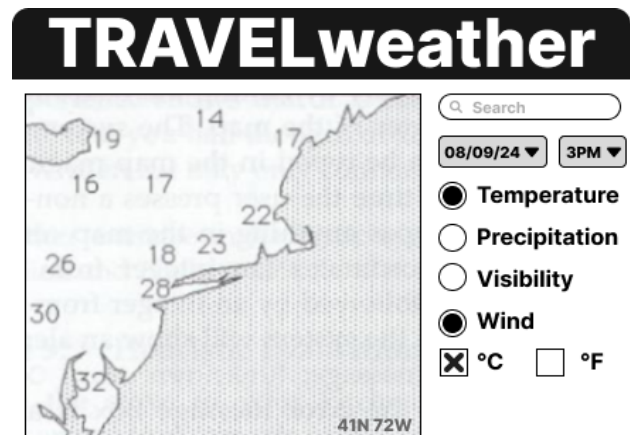 TRAVELweather
14
19
17
16
17
22
23
18
26
28
30
32
41N 72W
Search
08/09/24
3PM
Temperature
Precipitation
Visibility
Wind
°C
°F